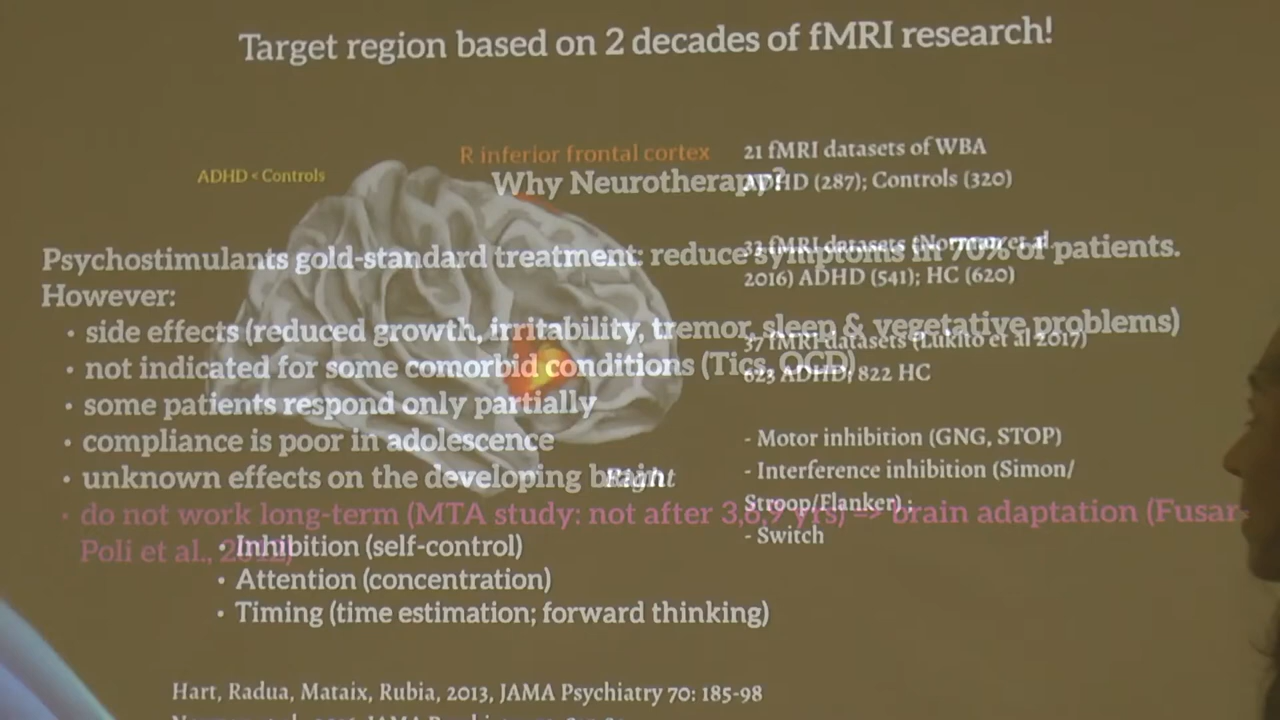 Target region based on 2 decades of fMRI research!
R inferior frontal cortex
ADHD < Controls
21 fMRI datasets of WBA
ADHD (287); Controls (320)
Why Neurotherapy?
33 fMRI datasets (Norman et al
2016) ADHD (541); HC (620)
37 fMRI datasets (Lukito et al 2017)
623 ADHD; 822 HC
Psychostimulants gold-standard treatment: reduce symptoms in 70% of patients.
However:
• side effects (reduced growth, irritability, tremor, sleep & vegetative problems)
• not indicated for some comorbid conditions (Tics, OCD)
• some patients respond only partially
• compliance is poor in adolescence
• unknown effects on the developing brain
• do not work long-term (MTA study: not after 3,6,9 yrs) => brain adaptation (Fusar-
Poli et al., 2012)
Right
- Motor inhibition (GNG, STOP)
- Interference inhibition (Simon/
Stroop/Flanker) ;
- Switch
• Inhibition (self-control)
• Attention (concentration)
• Timing (time estimation; forward thinking)
Hart, Radua, Mataix, Rubia, 2013, JAMA Psychiatry 70: 185-98